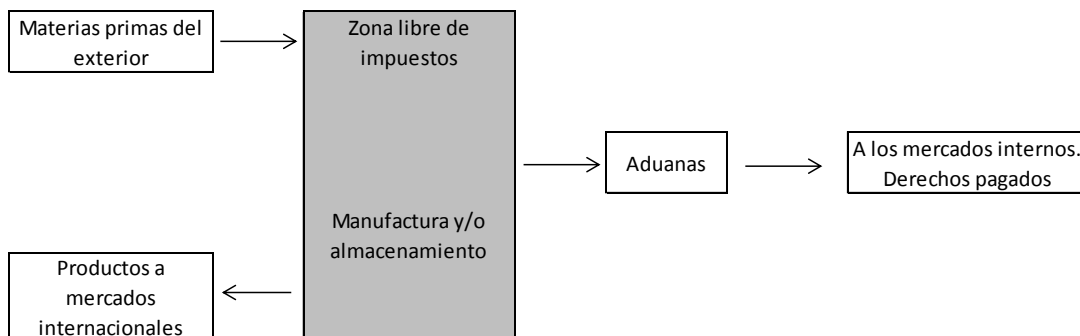 Materias primas del
exterior
Zona libre de
impuestos
Aduanas
A los mercados internos.
Derechos pagados
Manufactura y/o
almacenamiento
Productos a
mercados
internacionales